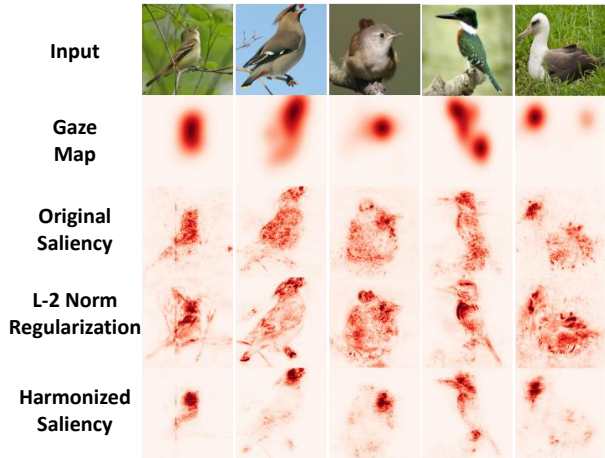 Input
Gaze
Map
Original
Saliency
L-2 Norm
Regularization
Harmonized
Saliency